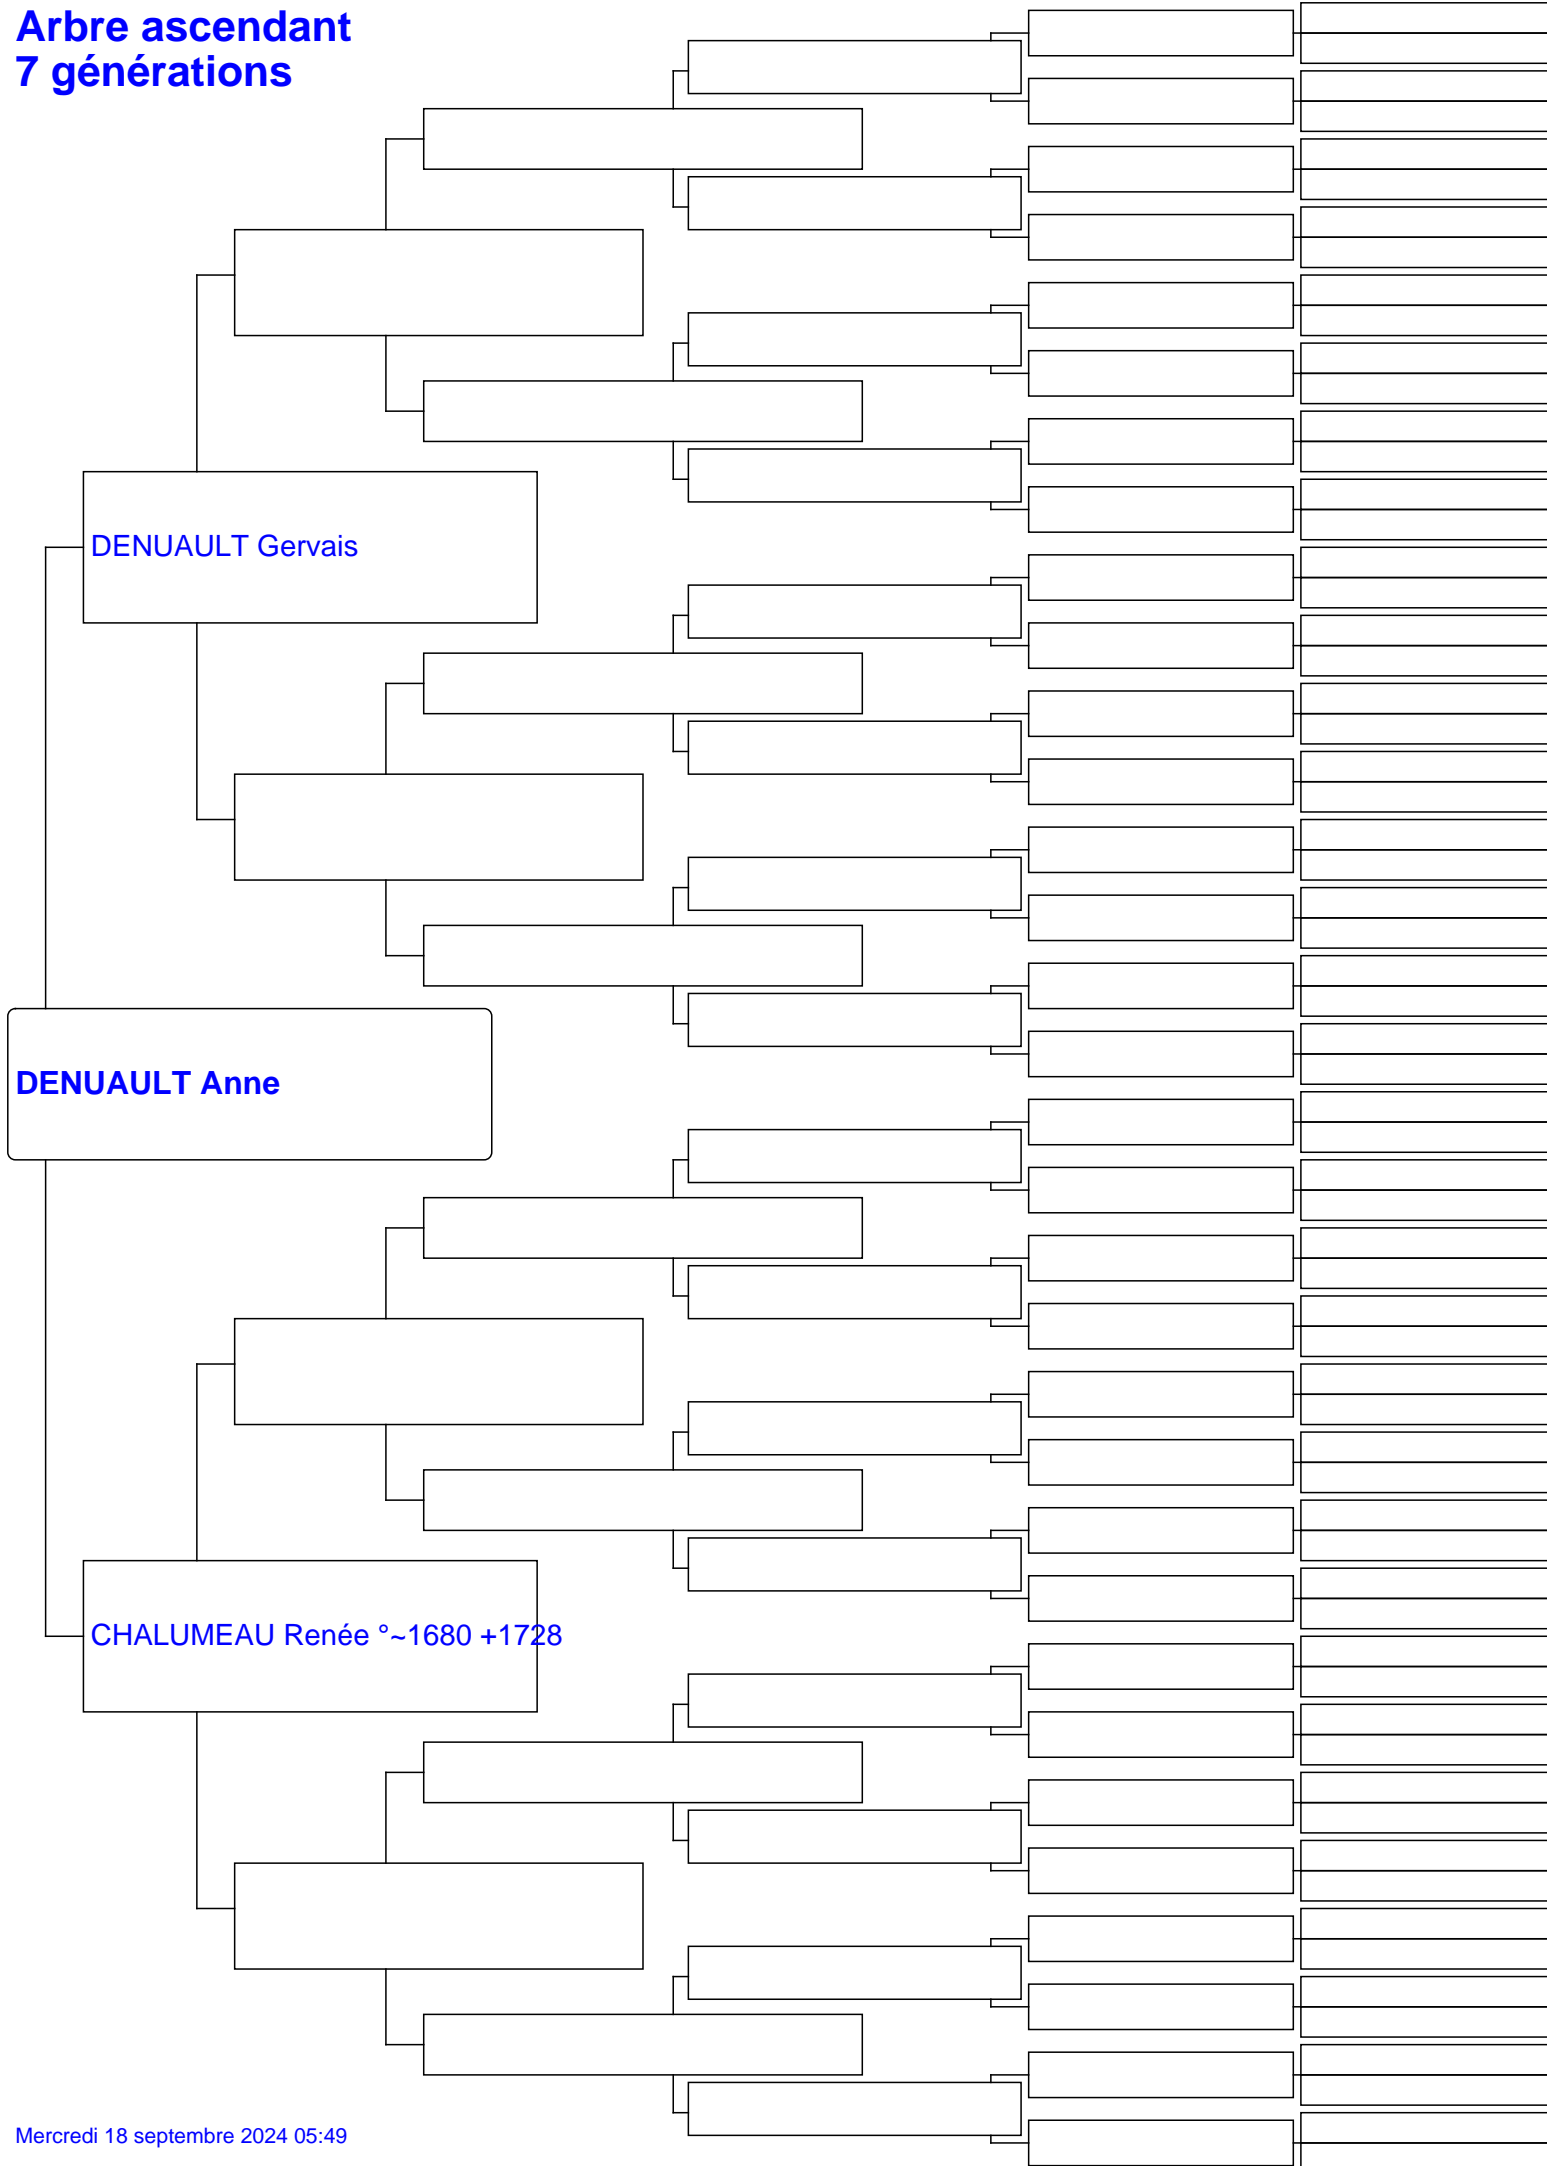 Arbre ascendant
7 générations
DENUAULT Gervais
DENUAULT Anne
CHALUMEAU Renée °~1680 +1728
Mercredi 18 septembre 2024 05:49